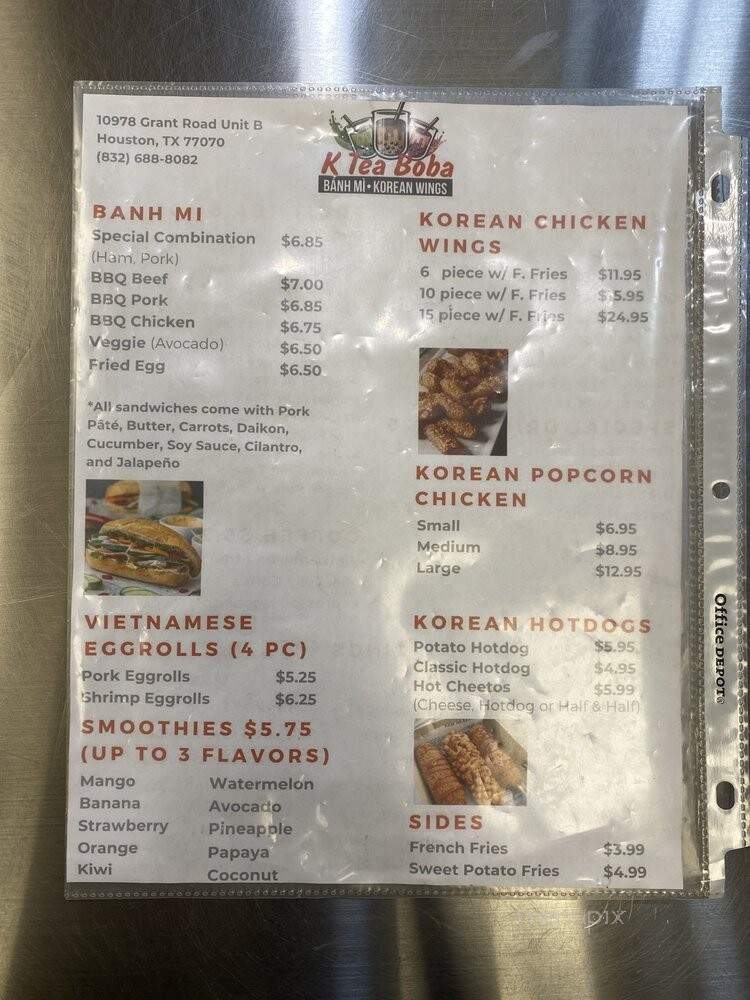 10978 Grant Road Unit B
Houston, TX 77070
(832) 688-8082
K Tea Boba
BÁNH MÌ • KOREAN WINGS
BANH MI
Special Combination $6.85
(Ham, Pork)
BBQ Beef $7.00
BBQ Pork $6.85
BBQ Chicken $6.75
Veggie (Avocado) $6.50
Fried Egg $6.50
*All sandwiches come with Pork
Pâté, Butter, Carrots, Daikon,
Cucumber, Soy Sauce, Cilantro,
and Jalapeño
VIETNAMESE
EGGROLLS (4 PC)
Pork Eggrolls $5.25
Shrimp Eggrolls $6.25
SMOOTHIES $5.75
(UP TO 3 FLAVORS)
Mango Watermelon
Banana Avocado
Strawberry Pineapple
Orange Papaya
Kiwi Coconut
KOREAN CHICKEN
WINGS
6 piece w/ F. Fries $11.95
10 piece w/ F. Fries $15.95
15 piece w/ F. Fries $24.95
KOREAN POPCORN
CHICKEN
Small $6.95
Medium $8.95
Large $12.95
KOREAN HOTDOGS
Potato Hotdog $5.95
Classic Hotdog $4.95
Hot Cheetos $5.99
(Cheese, Hotdog or Half & Half)
SIDES
French Fries $3.99
Sweet Potato Fries $4.99
Office DEPOT®